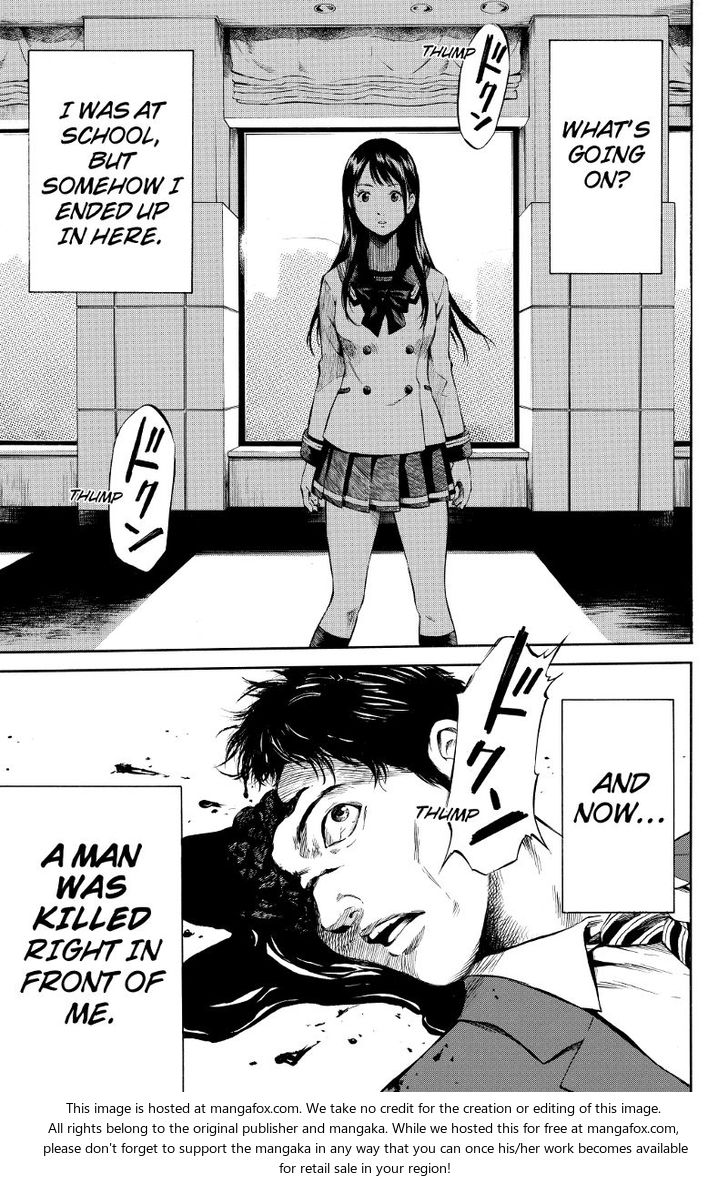 WHAT'S
GOING
ON?
THUMP
ドクン
I WAS AT
SCHOOL,
BUT
SOMEHOW I
ENDED UP
IN HERE.
THUMP
ドクン
AND
NOW...
THUMP
ドクン
A MAN
WAS
KILLED
RIGHT IN
FRONT OF
ME.
This image is hosted at mangafox.com. We take no credit for the creation or editing of this image.
All rights belong to the original publisher and mangaka. While we hosted this for free at mangafox.com,
please don't forget to support the mangaka in any way that you can once his/her work becomes available
for retail sale in your region!